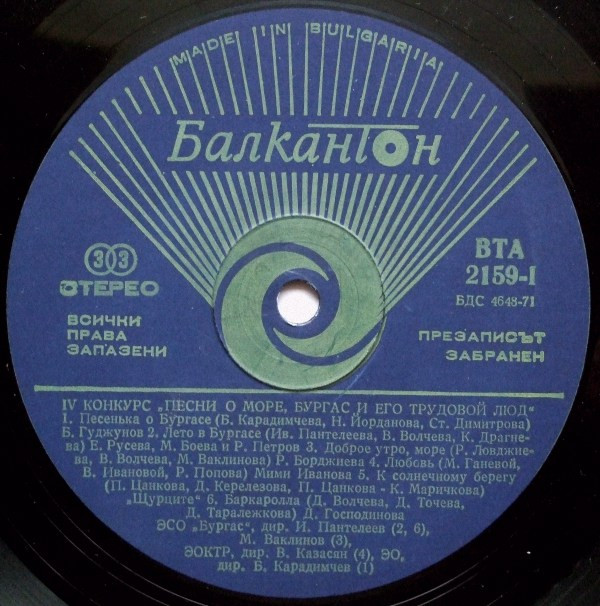 MADE IN BULGARIA
Балкантон
33
СТЕРЕО
ВСИЧКИ
ПРАВА
ЗАПАЗЕНИ
ВТА
2159-I
БДС 4648-71
ПРЕЗАПИСЪТ
ЗАБРАНЕН
IV КОНКУРС „ПЕСНИ О МОРЕ, БУРГАС И ЕГО ТРУДОВОЙ ЛЮД“
1. Песенька о Бургасе (Б. Карадимчева, Н. Йорданова, Ст. Димитрова)
Б. Гуджунов 2. Лето в Бургасе (Ив. Пантелеева, В. Волчева, К. Драгне-
ва) Е. Русева, М. Боева и Р. Петров 3. Доброе утро, море (Р. Ловджие-
ва, В. Волчева, М. Ваклинова) Р. Борджиева 4. Любовь (М. Ганевой,
В. Ивановой, Р. Попова) Мими Иванова 5. К солнечному берегу
(П. Цанкова, Д. Керелезова, П. Цанкова - К. Маричкова)
„Щурците“ 6. Баркаролла (Д. Волчева, Д. Точева,
Д. Таралежкова) Д. Господинова
ЭСО „Бургас“, дир. И. Пантелеев (2, 6),
М. Ваклинов (3),
ЭОКТР, дир. В. Казасян (4), ЭО,
дир. Б. Карадимчев (1)